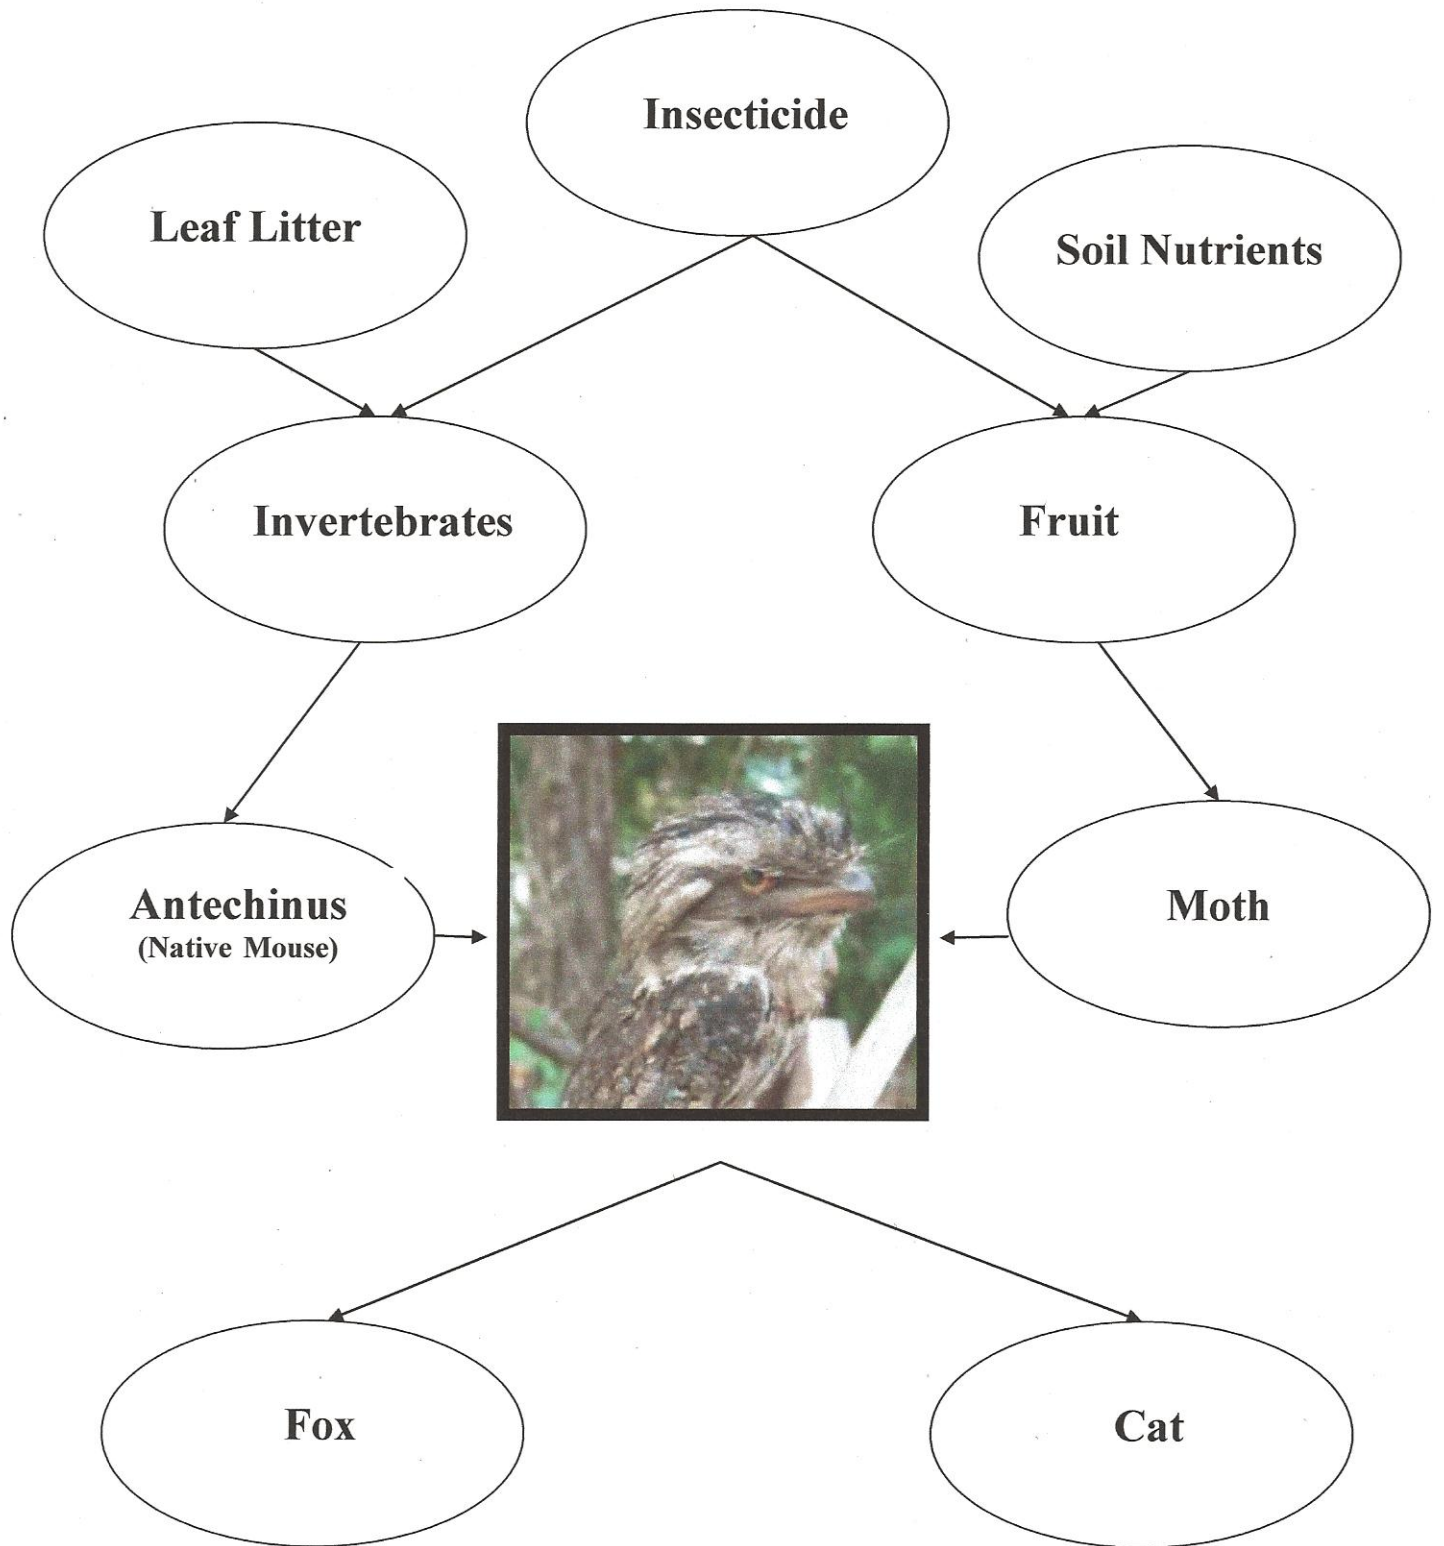 Insecticide
Leaf Litter
Soil Nutrients
Invertebrates
Fruit
Antechinus
(Native Mouse)
Moth
Fox
Cat